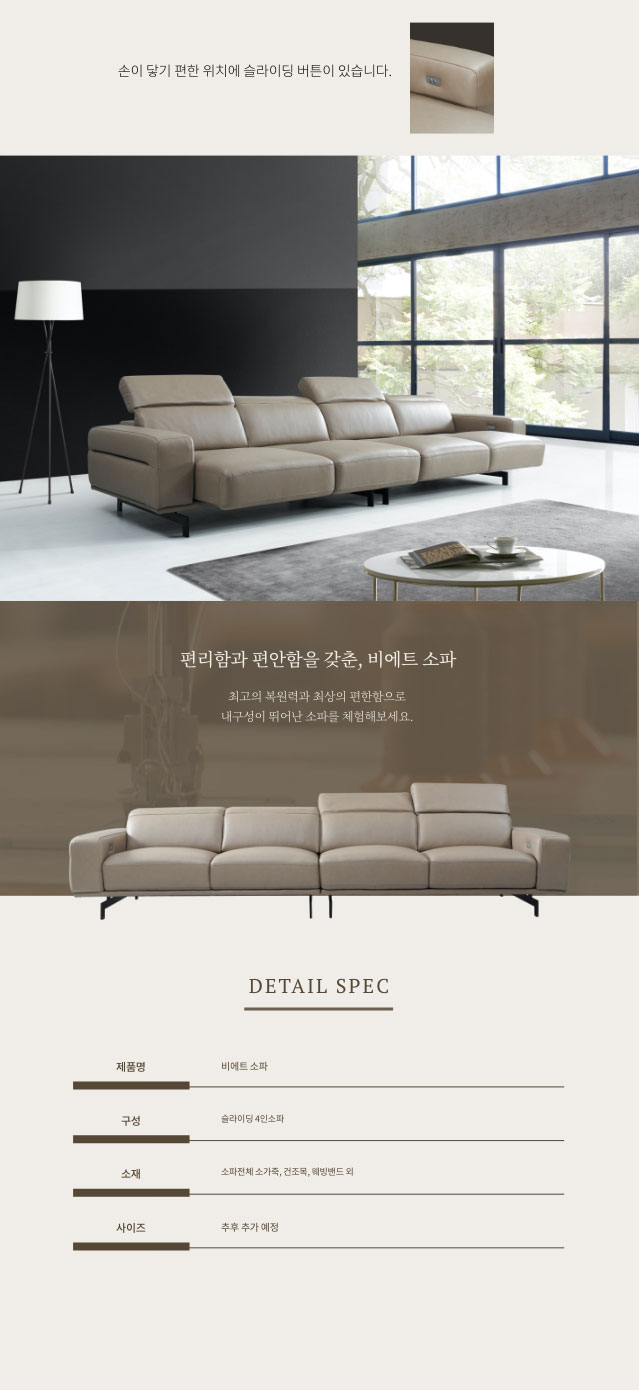 손이 닿기 편한 위치에 슬라이딩 버튼이 있습니다.
편리함과 편안함을 갖춘, 비에트 소파
최고의 복원력과 최상의 편한함으로
내구성이 뛰어난 소파를 체험해보세요.
DETAIL SPEC
제품명 비에트 소파
구성 슬라이딩 4인소파
소재 소파전체 소가죽, 건조목, 웨빙밴드 외
사이즈 추후 추가 예정